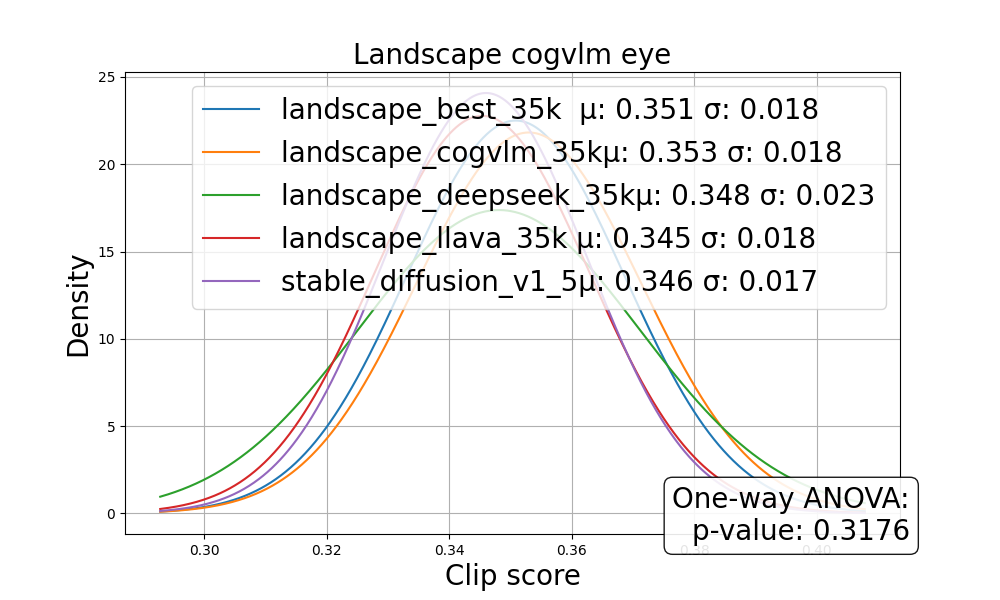 Landscape cogvlm eye
25
20
15
10
5
0
Density
landscape_best_35k  μ: 0.351 σ: 0.018
landscape_cogvlm_35kμ: 0.353 σ: 0.018
landscape_deepseek_35kμ: 0.348 σ: 0.023
landscape_llava_35k μ: 0.345 σ: 0.018
stable_diffusion_v1_5μ: 0.346 σ: 0.017
One-way ANOVA:
p-value: 0.3176
0.30 0.32 0.34 0.36 0.38 0.40
Clip score